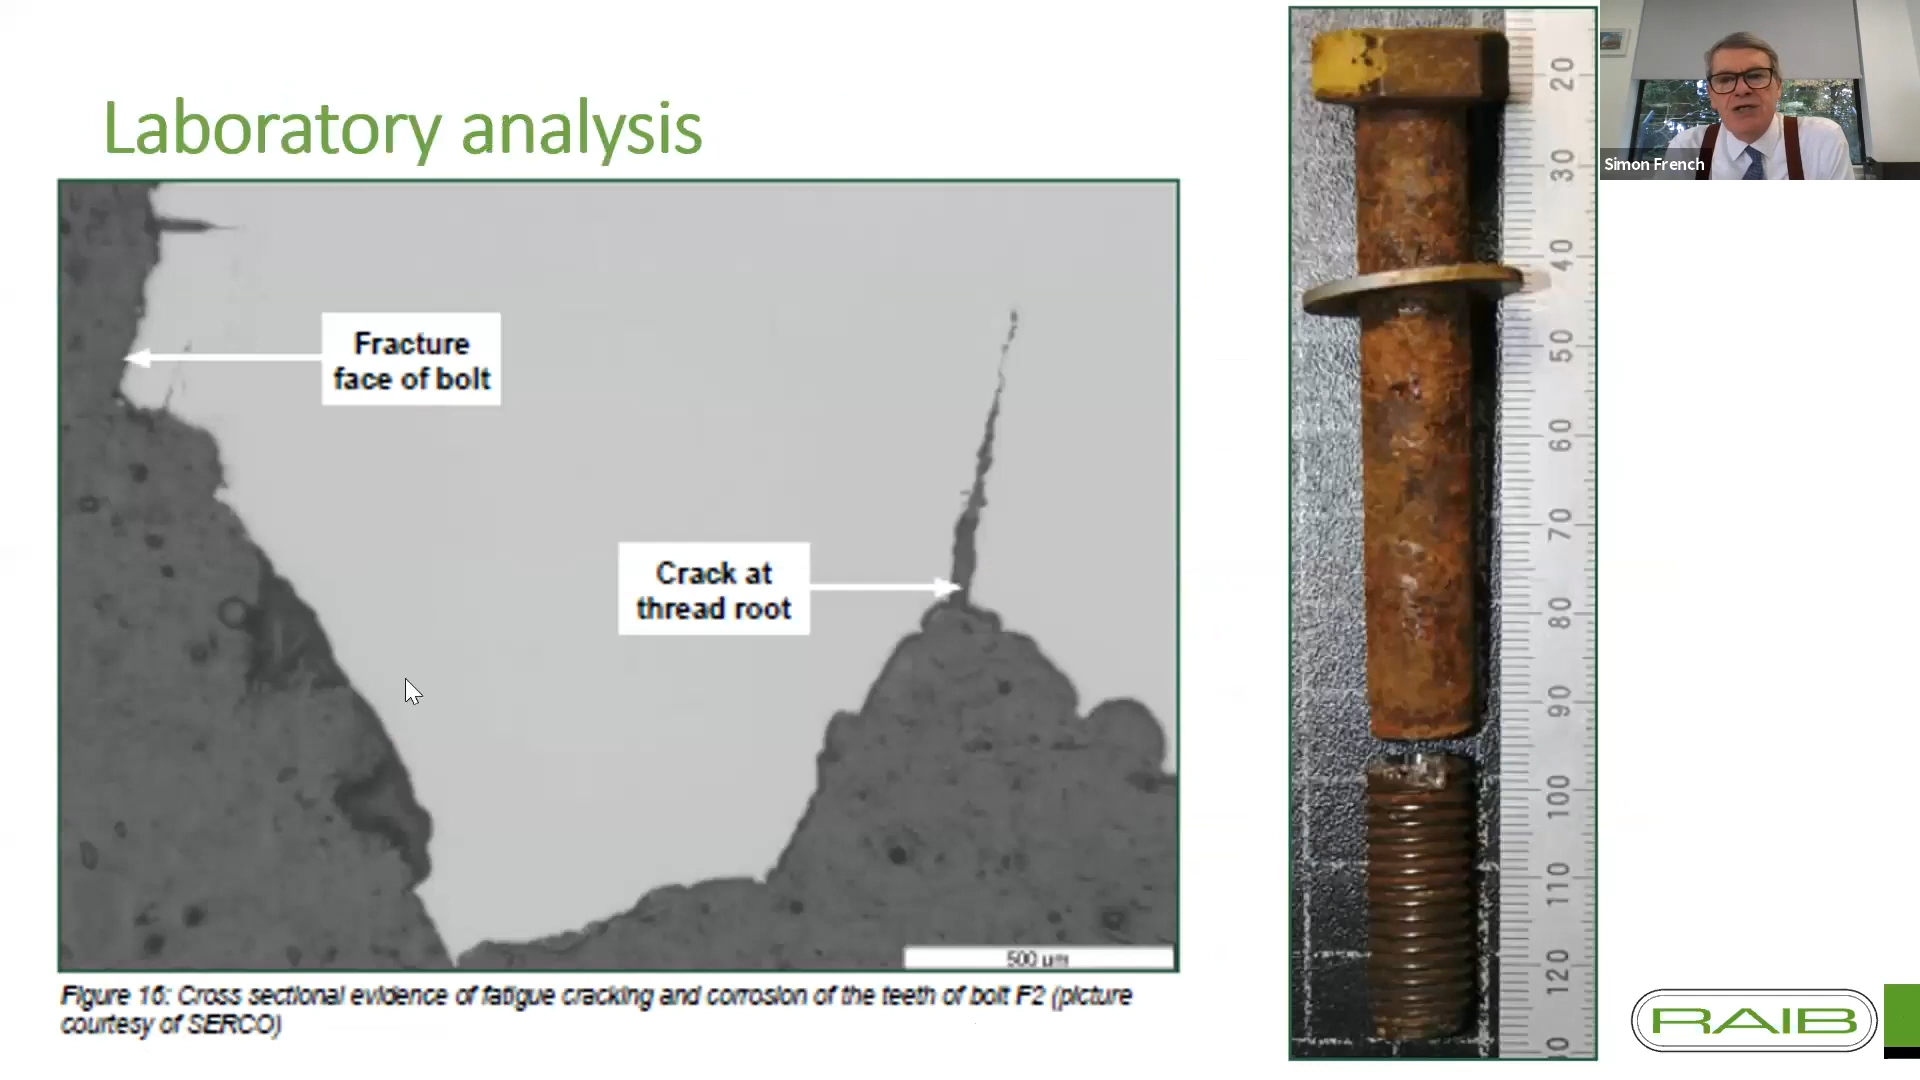 Laboratory analysis
Fracture
face of bolt
Crack at
thread root
500 µm
Figure 16: Cross sectional evidence of fatigue cracking and corrosion of the teeth of bolt F2 (picture
courtesy of SERCO)
20
30
40
50
60
70
80
90
100
110
120
0
Simon French
RAIB